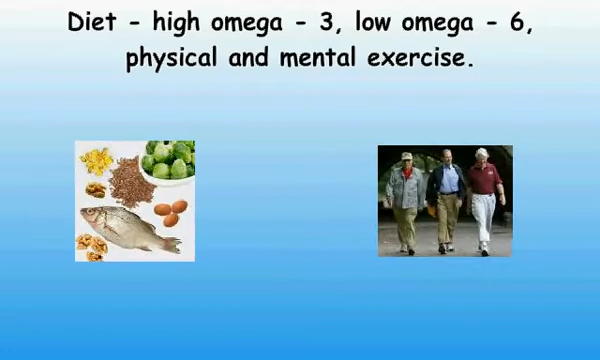 Diet - high omega - 3, low omega - 6,
physical and mental exercise.